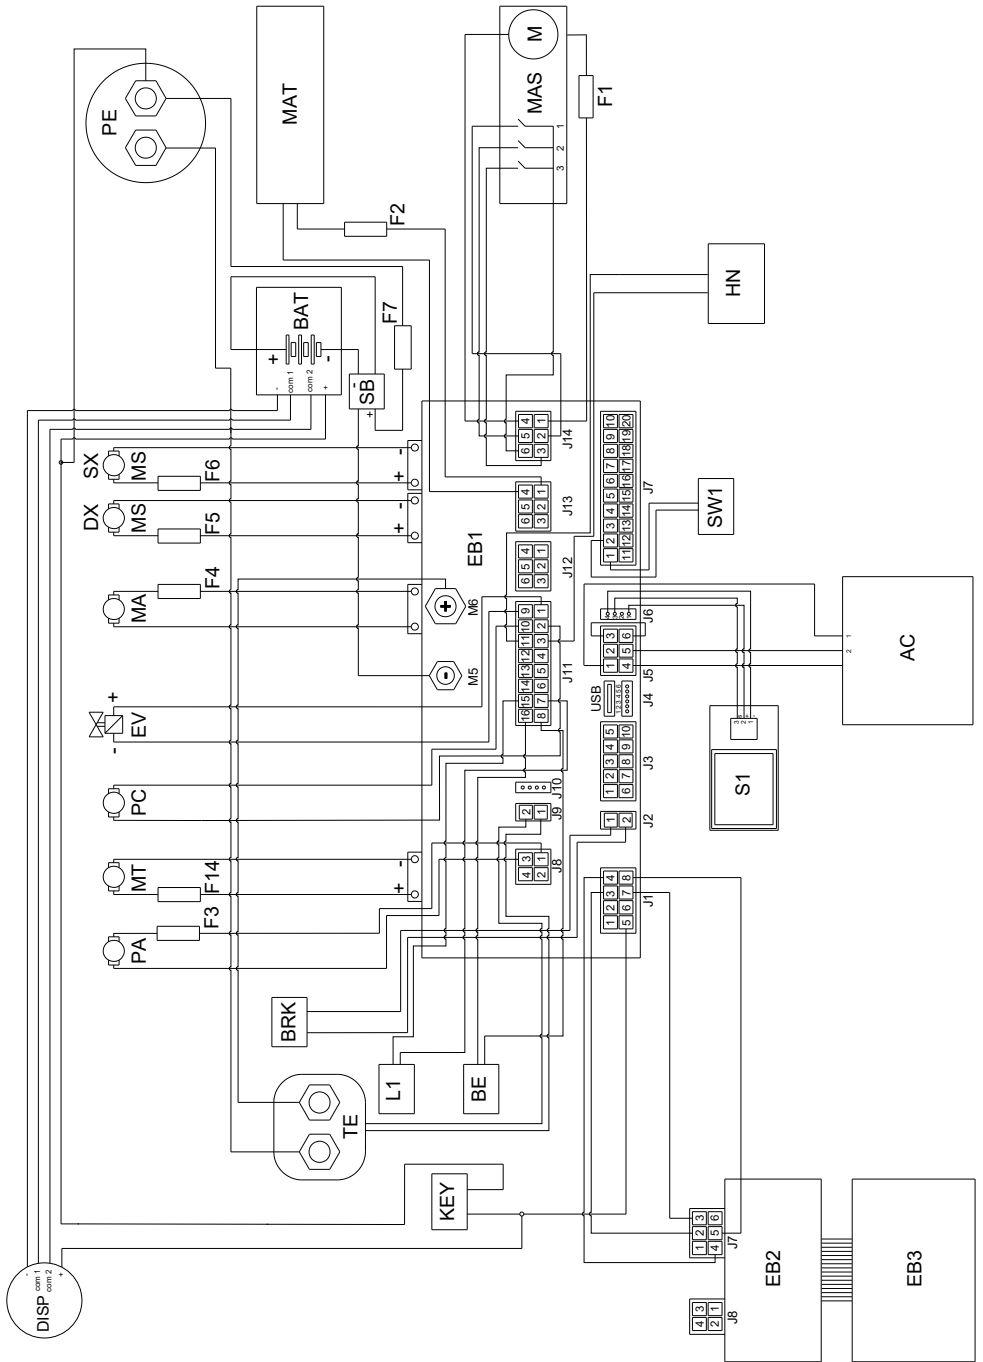 PE
MAT
M
MAS
1 2 3
F1
F2
+ BAT -
- com 1 com 2 +
F7
- SB +
HN
SX MS F6 - +
DX MS F5 - +
MA F4
EB1
+ M6
- M5
+ EV -
PC
MT F14 - +
F3 PA
BRK
L1
BE
TE
KEY
DISP
- com 1 com 2 +
4 1
5 2
6 3
J14
4 1
5 2
6 3
J13
4 1
5 2
6 3
J12
9 1
10 2
11 3
12 4
13 5
14 6
15 7
16 8
J11
J10
2 1
J9
3 1
4 2
J8
10 20
9 19
8 18
7 17
6 16
5 15
4 14
3 13
2 12
1 11
J7
SW1
J6
3 6
2 5
1 4
J5
USB
1 2 3 4 5 6
J4
5 10
4 9
3 8
2 7
1 6
J3
1 2
J2
4 8
3 7
2 6
1 5
J1
1 2
AC
S1
3 6
2 5
1 4
J7
3 1
4 2
J8
EB2
EB3